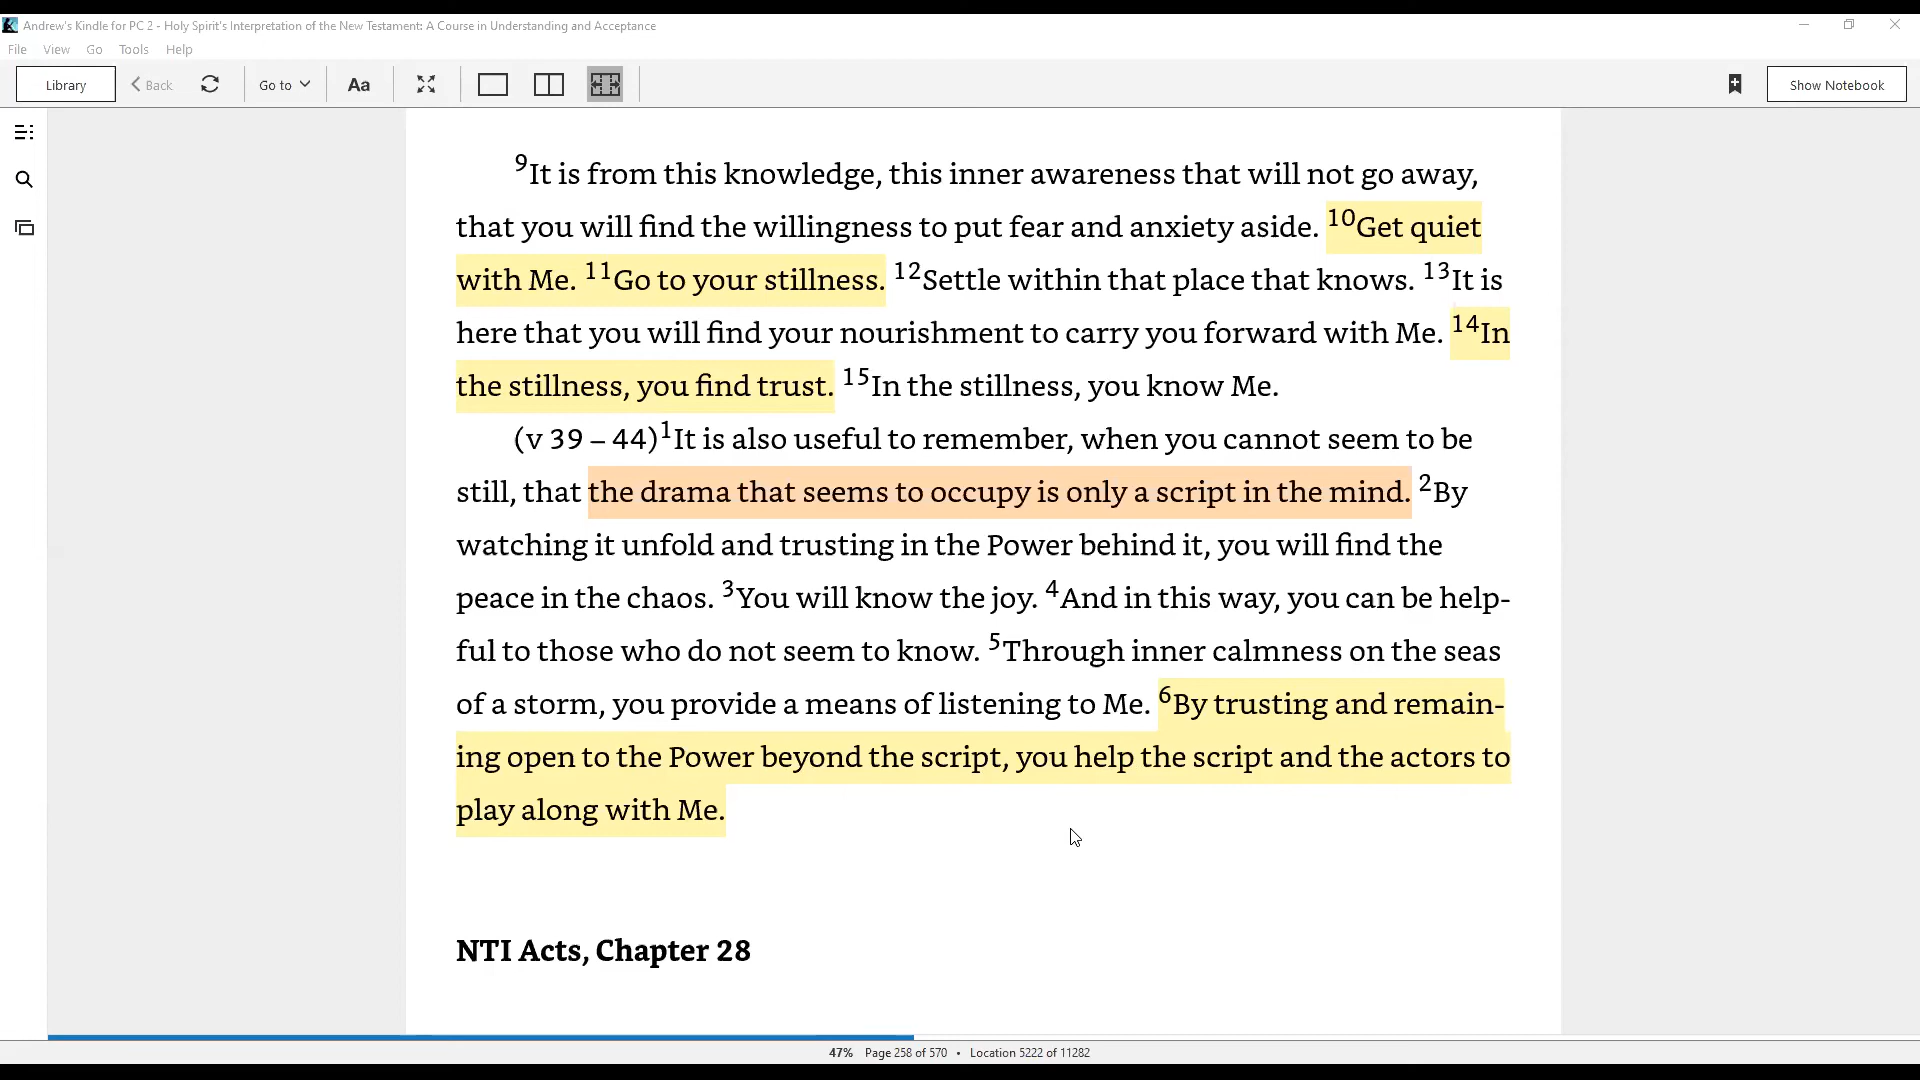 Andrew's Kindle for PC 2 - Holy Spirit's Interpretation of the New Testament: A Course in Understanding and Acceptance
File View Go Tools Help
Library Back Go to Aa Show Notebook
9It is from this knowledge, this inner awareness that will not go away,
that you will find the willingness to put fear and anxiety aside. 10Get quiet
with Me. 11Go to your stillness. 12Settle within that place that knows. 13It is
here that you will find your nourishment to carry you forward with Me. 14In
the stillness, you find trust. 15In the stillness, you know Me.
(v 39 – 44)1It is also useful to remember, when you cannot seem to be
still, that the drama that seems to occupy is only a script in the mind. 2By
watching it unfold and trusting in the Power behind it, you will find the
peace in the chaos. 3You will know the joy. 4And in this way, you can be help-
ful to those who do not seem to know. 5Through inner calmness on the seas
of a storm, you provide a means of listening to Me. 6By trusting and remain-
ing open to the Power beyond the script, you help the script and the actors to
play along with Me.
NTI Acts, Chapter 28
47% Page 258 of 570 • Location 5222 of 11282